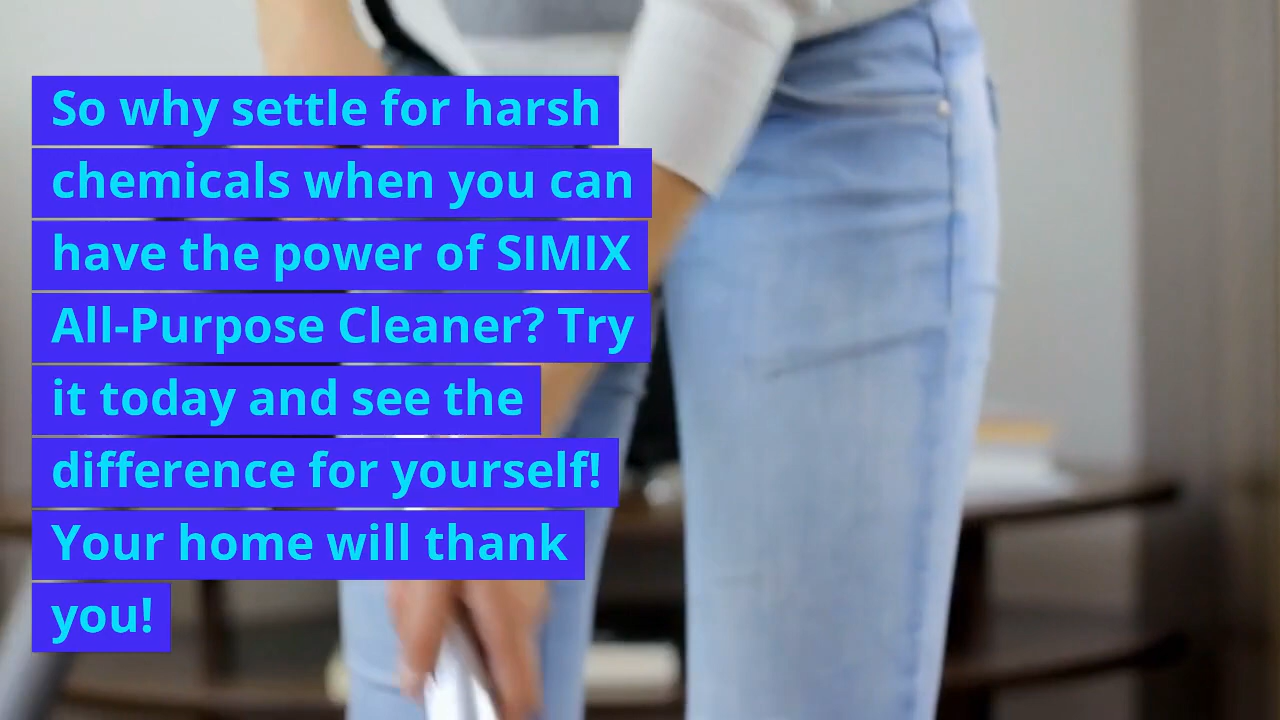 So why settle for harsh
chemicals when you can
have the power of SIMIX
All-Purpose Cleaner? Try
it today and see the
difference for yourself!
Your home will thank
you!